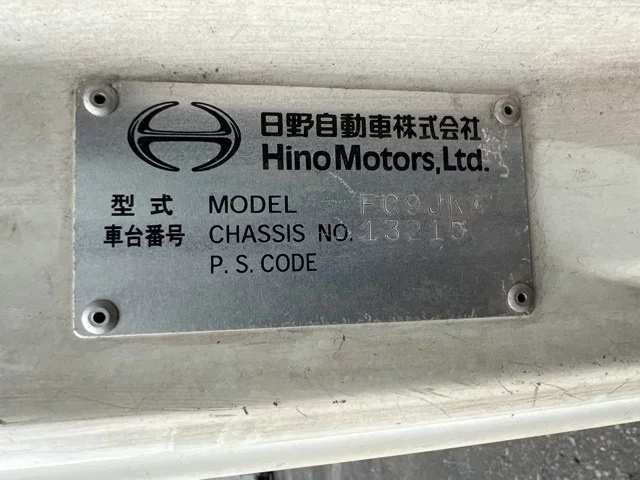 日野自動車株式会社
Hino Motors, Ltd.
型式 MODEL FC9JKA
車台番号 CHASSIS NO. 13215
P. S. CODE